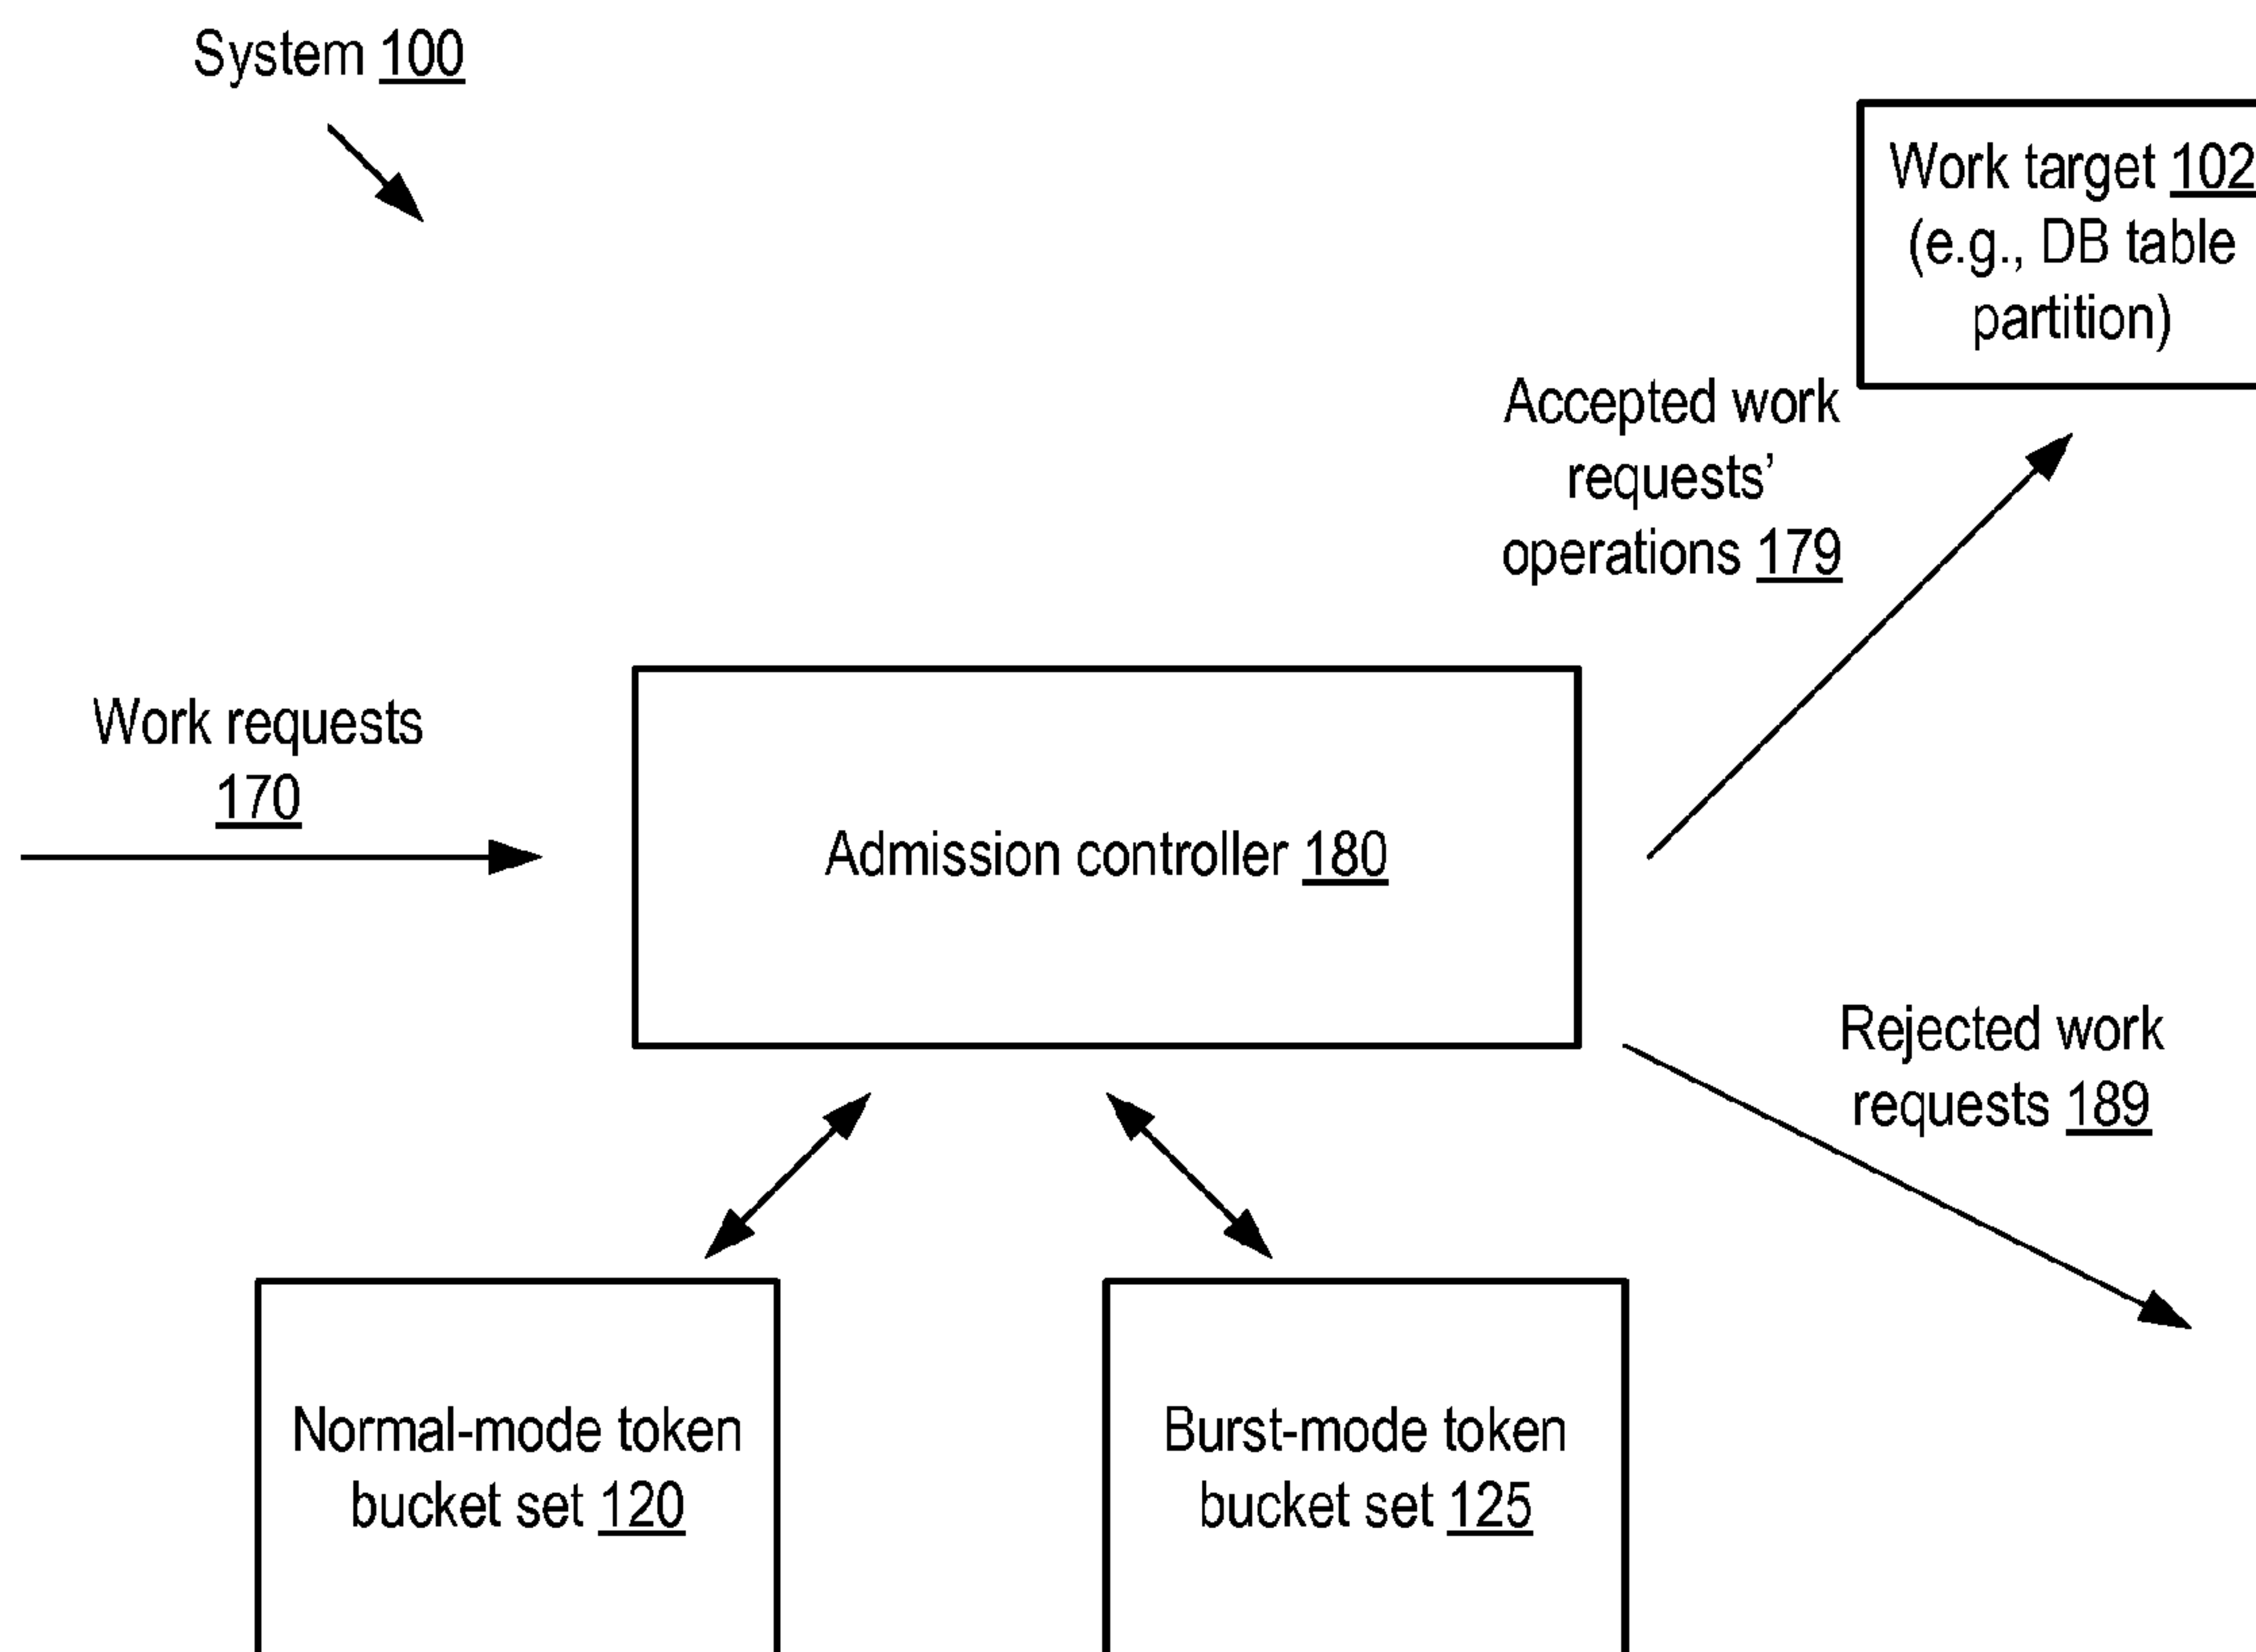 System 100
Work target 102
(e.g., DB table
partition)
Accepted work
requests’
operations 179
Work requests
170
Admission controller 180
Rejected work
requests 189
Normal-mode token
bucket set 120
Burst-mode token
bucket set 125